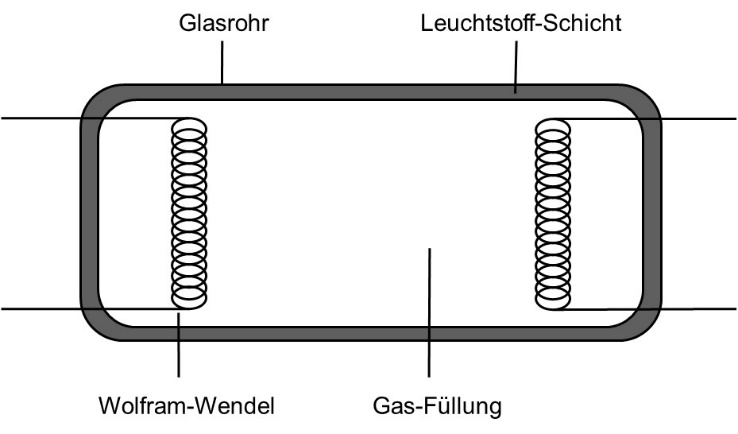 Glasrohr
Leuchtstoff-Schicht
Wolfram-Wendel
Gas-Füllung